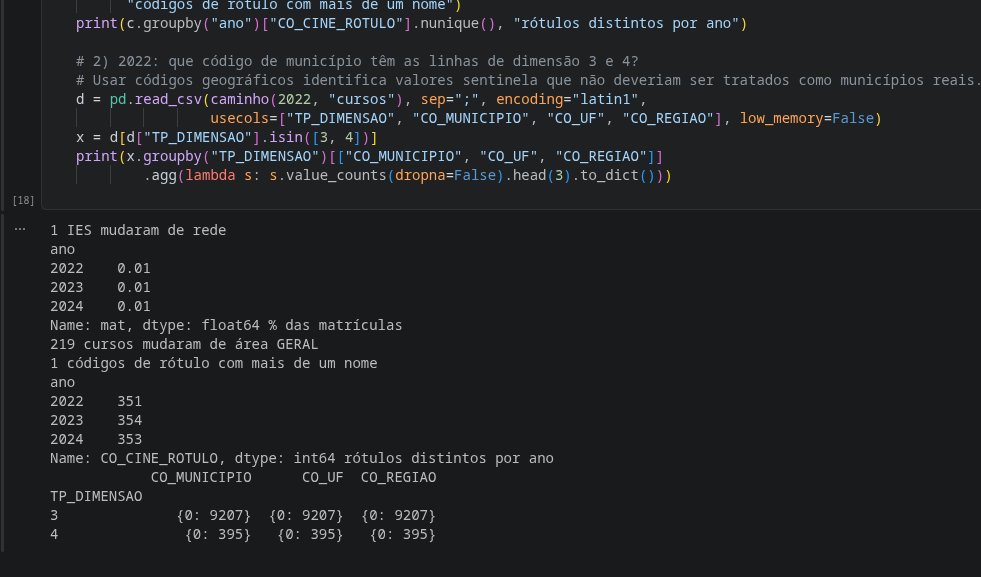 "códigos de rótulo com mais de um nome")
print(c.groupby("ano")["CO_CINE_ROTULO"].nunique(), "rótulos distintos por ano")
# 2) 2022: que código de município têm as linhas de dimensão 3 e 4?
# Usar códigos geográficos identifica valores sentinela que não deveriam ser tratados como municípios reais.
d = pd.read_csv(caminho(2022, "cursos"), sep=";", encoding="latin1",
usecols=["TP_DIMENSAO", "CO_MUNICIPIO", "CO_UF", "CO_REGIAO"], low_memory=False)
x = d[d["TP_DIMENSAO"].isin([3, 4])]
print(x.groupby("TP_DIMENSAO")[["CO_MUNICIPIO", "CO_UF", "CO_REGIAO"]]
.agg(lambda s: s.value_counts(dropna=False).head(3).to_dict()))
[18]
...
1 IES mudaram de rede
ano
2022    0.01
2023    0.01
2024    0.01
Name: mat, dtype: float64 % das matrículas
219 cursos mudaram de área GERAL
1 códigos de rótulo com mais de um nome
ano
2022    351
2023    354
2024    353
Name: CO_CINE_ROTULO, dtype: int64 rótulos distintos por ano
CO_MUNICIPIO      CO_UF  CO_REGIAO
TP_DIMENSAO
3              {0: 9207}  {0: 9207}  {0: 9207}
4               {0: 395}   {0: 395}   {0: 395}